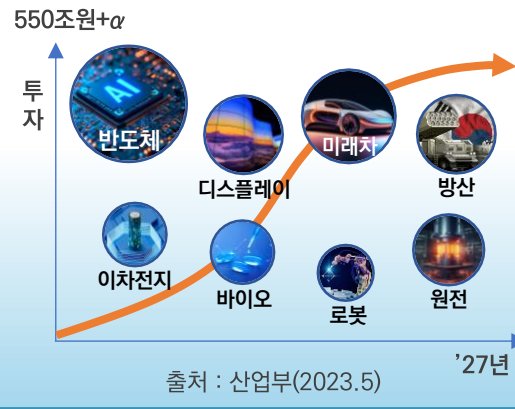 550조원+α
투자
AI
반도체
디스플레이
미래차
방산
이차전지
바이오
로봇
원전
'27년
출처 : 산업부(2023.5)